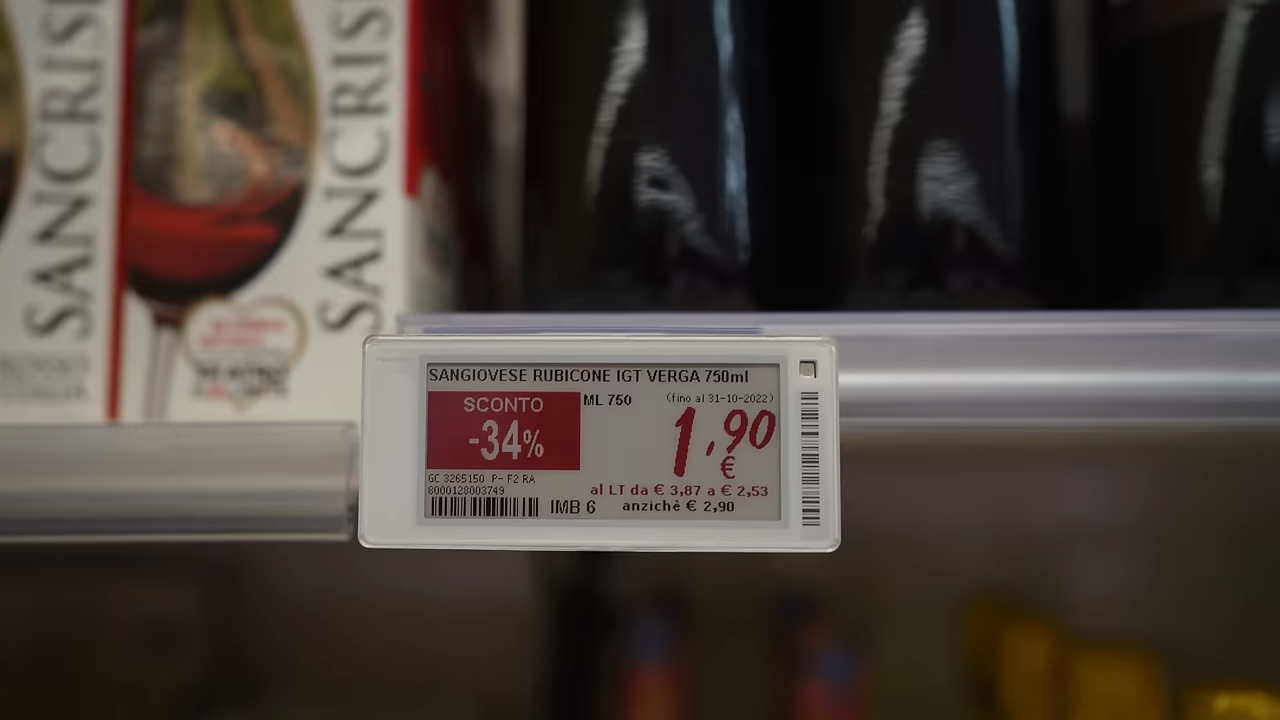 SANCRISI
SANCRIS
SANGIOVESE RUBICONE IGT VERGA 750ml
SCONTO
-34%
ML 750
(fino al 31-10-2022)
1,90
€
GC 3265150 P- F2 RA
8000128003749
al LT da € 3,87 a € 2,53
IMB 6
anzichè € 2,90